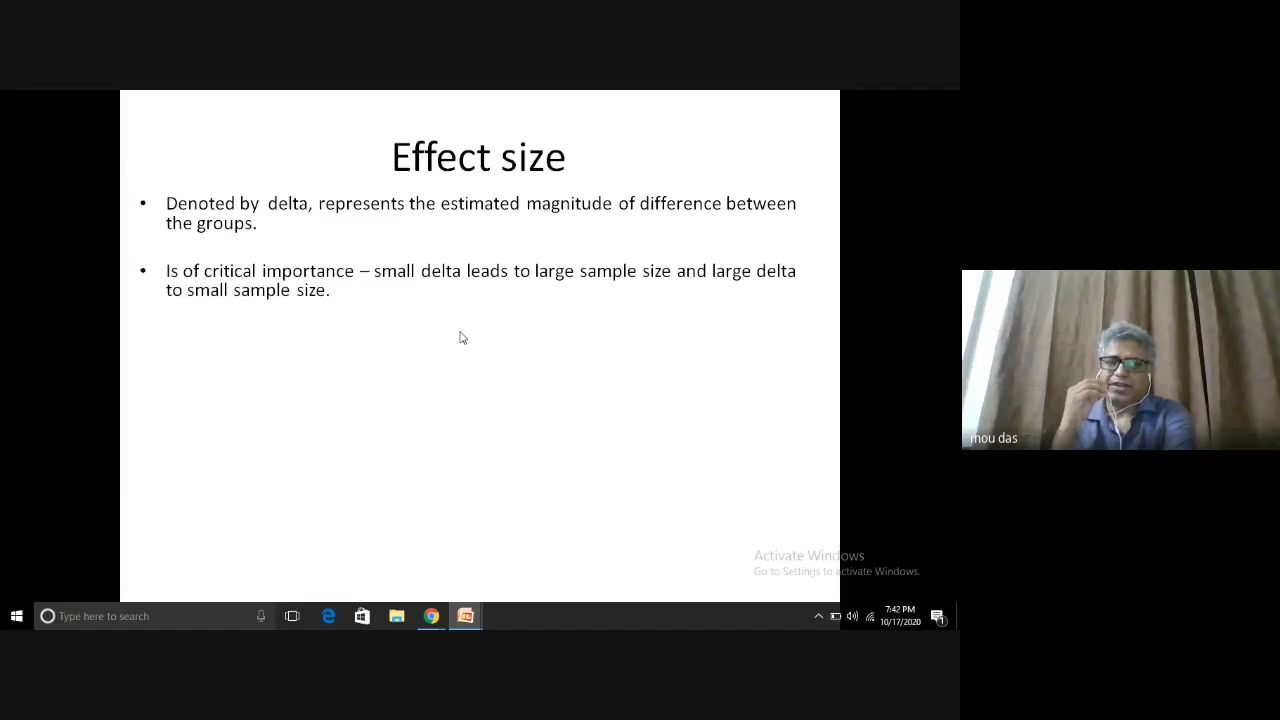 Effect size
• Denoted by delta, represents the estimated magnitude of difference between
the groups.
• Is of critical importance – small delta leads to large sample size and large delta
to small sample size.
mou das
Activate Windows
Go to Settings to activate Windows.
Type here to search
7:42 PM
10/17/2020
1